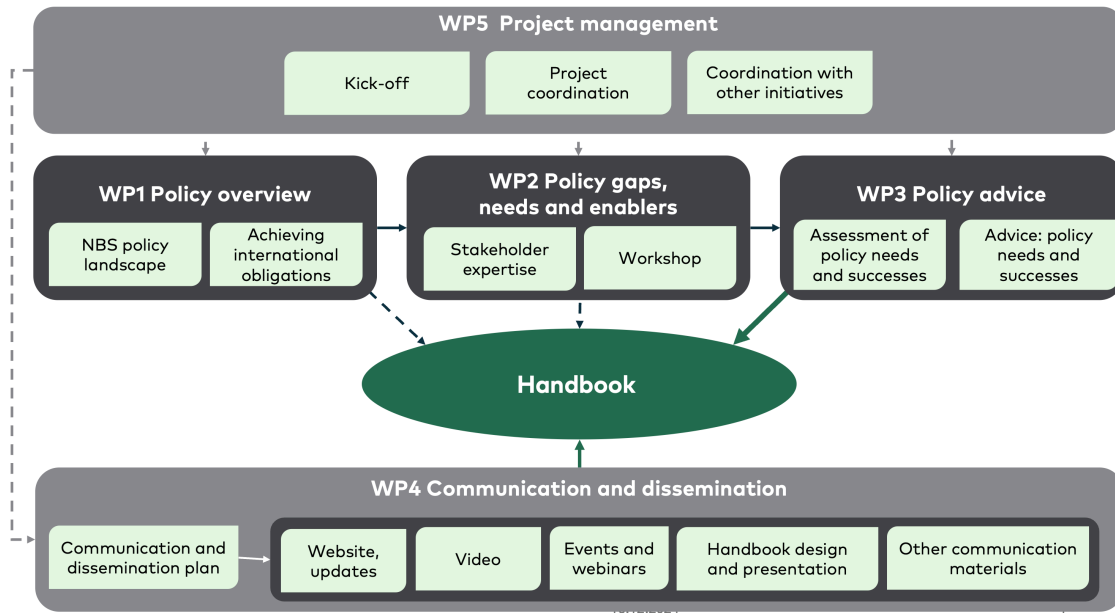 WP5 Project management
Kick-off
Project
coordination
Coordination with
other initiatives
WP1 Policy overview
NBS policy
landscape
Achieving
international
obligations
WP2 Policy gaps,
needs and enablers
Stakeholder
expertise
Workshop
WP3 Policy advice
Assessment of
policy needs
and successes
Advice: policy
needs and
successes
Handbook
WP4 Communication and dissemination
Communication and
dissemination plan
Website,
updates
Video
Events and
webinars
Handbook design
and presentation
Other communication
materials